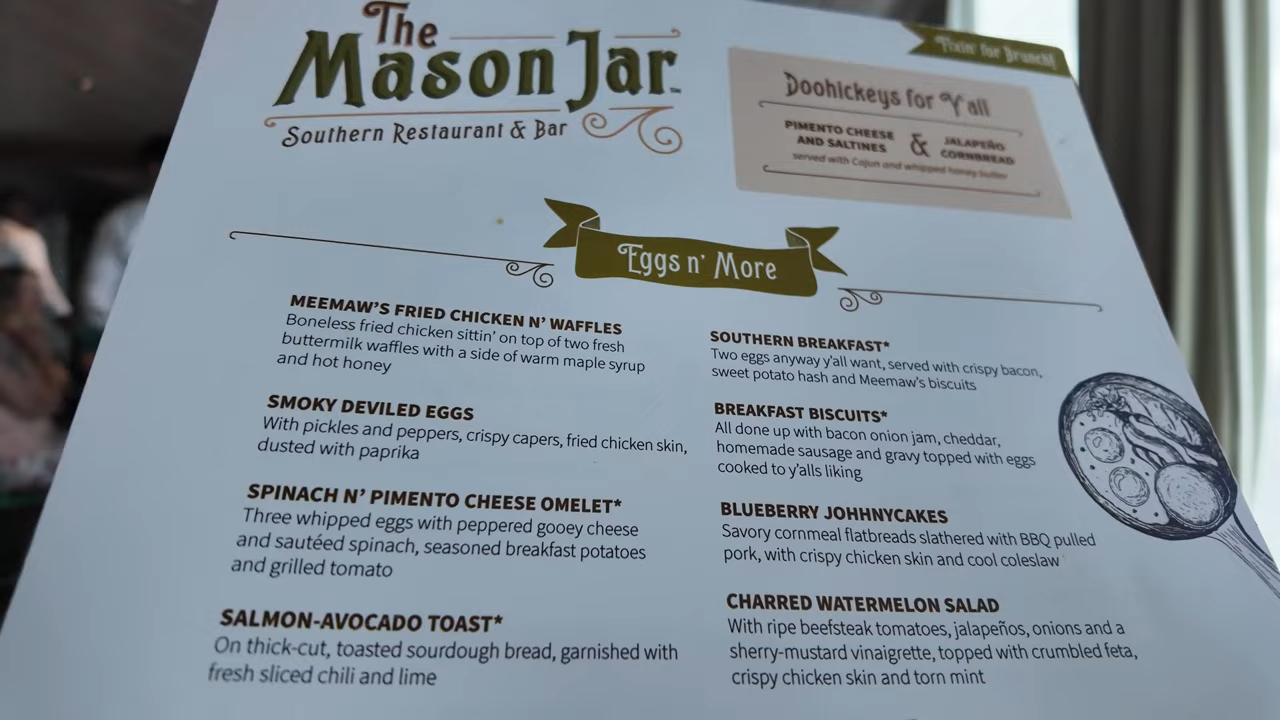 The
Mason Jar
Southern Restaurant & Bar
Fixin' for Brunch!
Doohickeys for Y'all
PIMENTO CHEESE
AND SALTINES
&
JALAPEÑO
CORNBREAD
served with Cajun and whipped honey butter
Eggs n' More
MEEMAW'S FRIED CHICKEN N' WAFFLES
Boneless fried chicken sittin' on top of two fresh
buttermilk waffles with a side of warm maple syrup
and hot honey
SMOKY DEVILED EGGS
With pickles and peppers, crispy capers, fried chicken skin,
dusted with paprika
SPINACH N' PIMENTO CHEESE OMELET*
Three whipped eggs with peppered gooey cheese
and sautéed spinach, seasoned breakfast potatoes
and grilled tomato
SALMON-AVOCADO TOAST*
On thick-cut, toasted sourdough bread, garnished with
fresh sliced chili and lime
SOUTHERN BREAKFAST*
Two eggs anyway y'all want, served with crispy bacon,
sweet potato hash and Meemaw's biscuits
BREAKFAST BISCUITS*
All done up with bacon onion jam, cheddar,
homemade sausage and gravy topped with eggs
cooked to y'alls liking
BLUEBERRY JOHHNYCAKES
Savory cornmeal flatbreads slathered with BBQ pulled
pork, with crispy chicken skin and cool coleslaw
CHARRED WATERMELON SALAD
With ripe beefsteak tomatoes, jalapeños, onions and a
sherry-mustard vinaigrette, topped with crumbled feta,
crispy chicken skin and torn mint